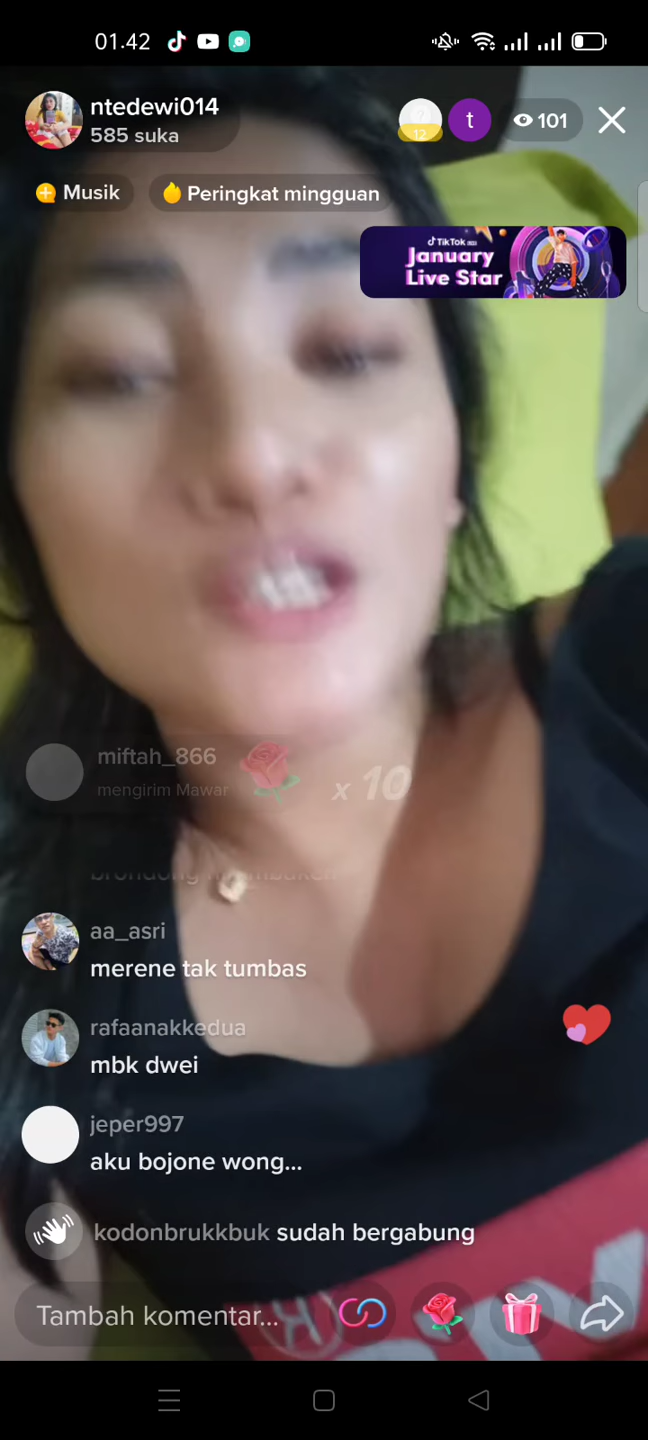 01.42
ntedewi014
585 suka
12
t
101
Musik
Peringkat mingguan
TikTok
January
Live Star
miftah_866
mengirim Mawar
x 10
aa_asri
merene tak tumbas
rafaanakkedua
mbk dwei
jeper997
aku bojone wong...
kodonbrukkbuk sudah bergabung
Tambah komentar...